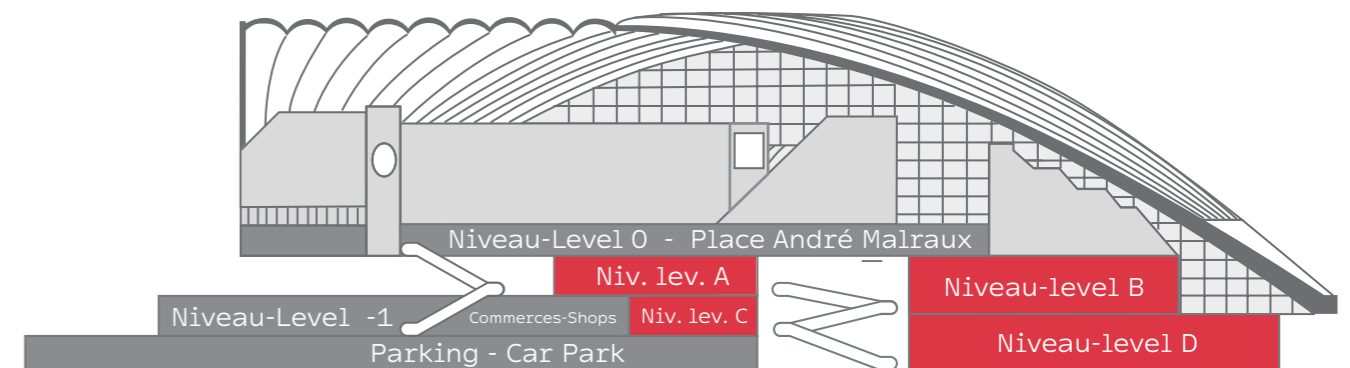 Niveau-Level 0 - Place André Malraux
Niv. lev. A
Niveau-level B
Niveau-Level -1
Commerces-Shops
Niv. lev. C
Niveau-level D
Parking - Car Park